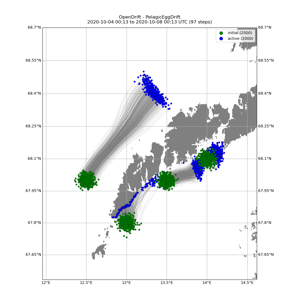 OpenDrift - PelagicEggDrift
2020-10-04 00:13 to 2020-10-08 00:13 UTC (97 steps)
68.7°N 68.7°N
initial (2000)
active (2000)
68.55°N 68.55°N
68.4°N 68.4°N
68.25°N 68.25°N
68.1°N 68.1°N
67.95°N 67.95°N
67.8°N 67.8°N
67.65°N 67.65°N
12°E 12.5°E 13°E 13.5°E 14°E 14.5°E